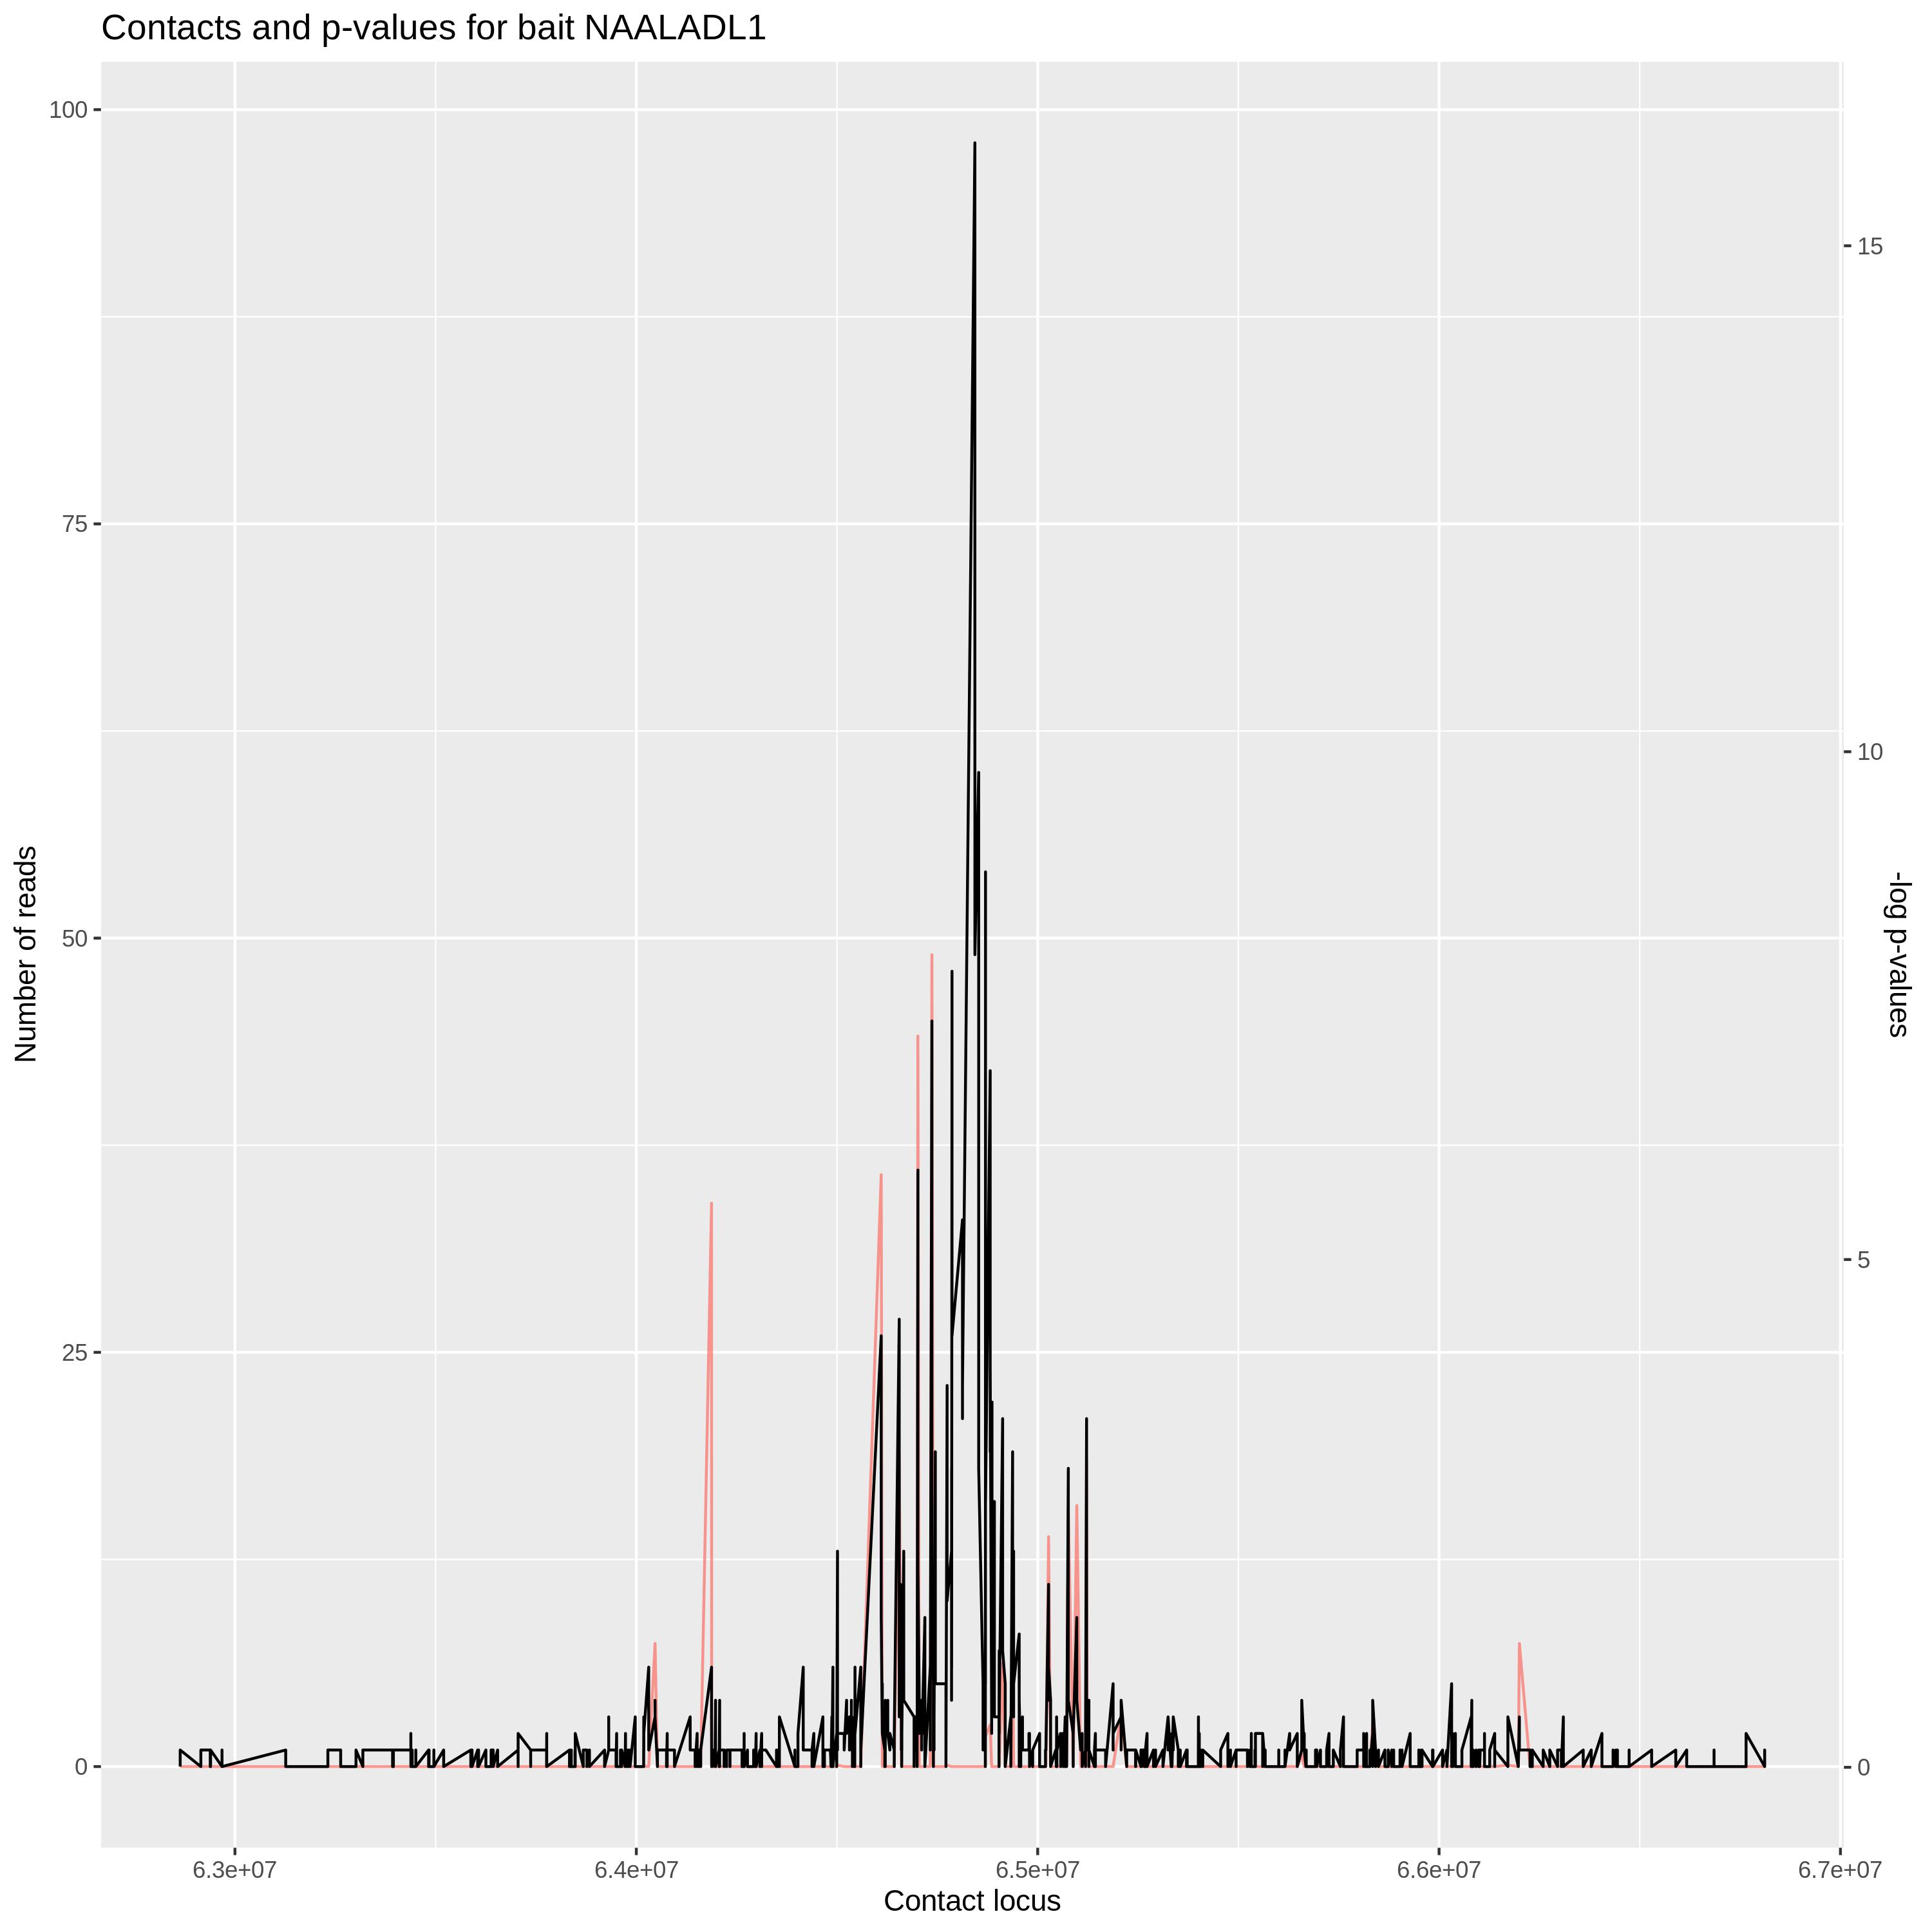 Contacts and p-values for bait NAALADL1
100
75
50
25
0
Number of reads
15
10
5
0
-log p-values
6.3e+07
6.4e+07
6.5e+07
6.6e+07
6.7e+07
Contact locus